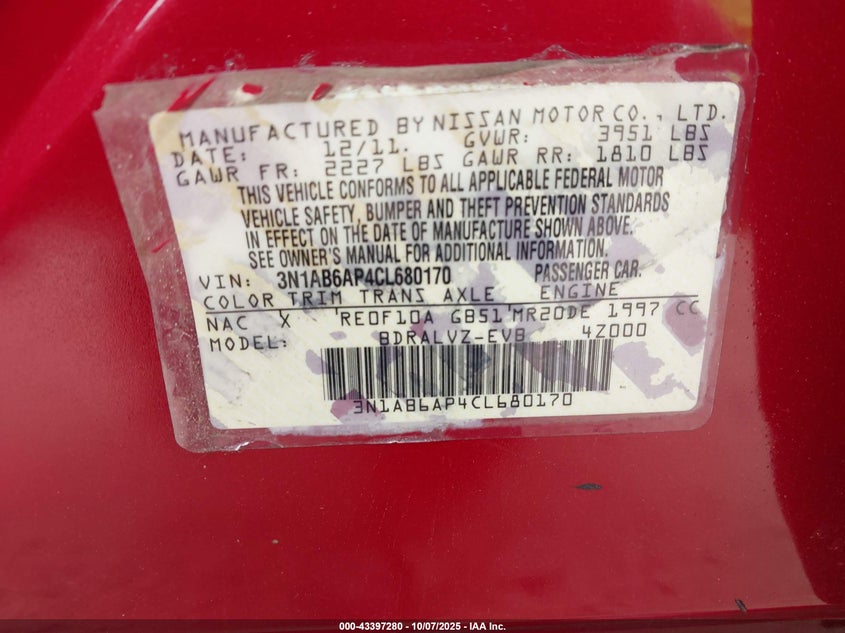 MANUFACTURED BY NISSAN MOTOR CO., LTD.
DATE: 12/11. GVWR: 3951 LBS
GAWR FR: 2227 LBS GAWR RR: 1810 LBS
THIS VEHICLE CONFORMS TO ALL APPLICABLE FEDERAL MOTOR
VEHICLE SAFETY, BUMPER AND THEFT PREVENTION STANDARDS
IN EFFECT ON THE DATE OF MANUFACTURE SHOWN ABOVE.
SEE OWNER'S MANUAL FOR ADDITIONAL INFORMATION.
VIN: 3N1AB6AP4CL680170 PASSENGER CAR.
COLOR TRIM TRANS AXLE ENGINE
NAC X RE0F10A GB51 MR20DE 1997 CC
MODEL: BDRALVZ-EVB 4Z000
3N1AB6AP4CL680170
000-43397280 - 10/07/2025 - IAA Inc.